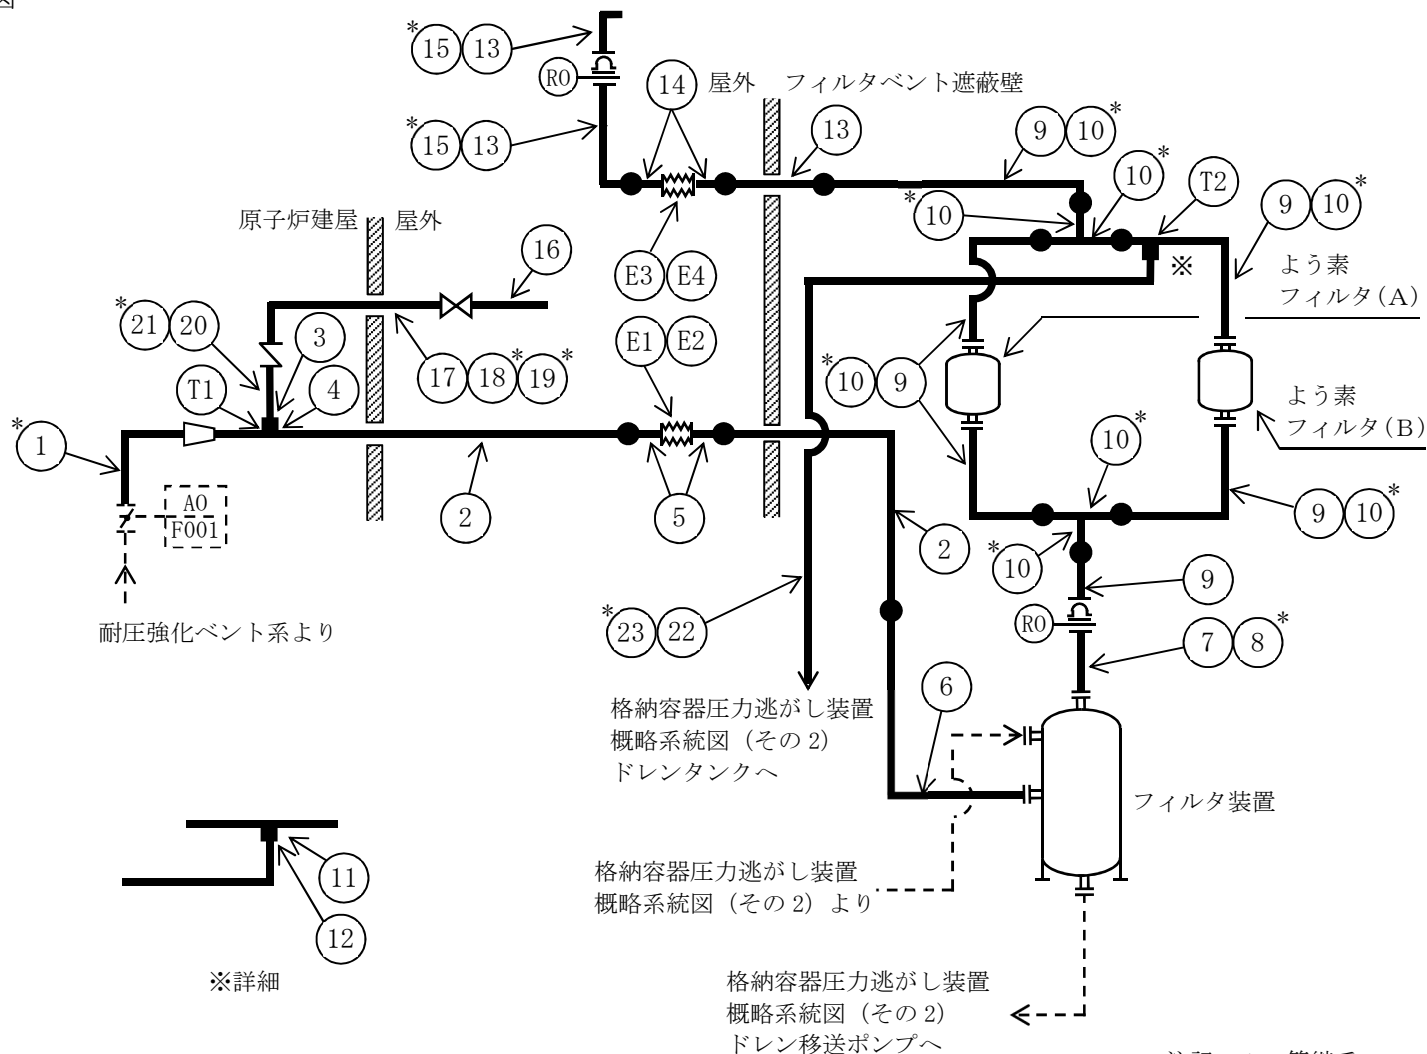 *15 13
RO
*15 13
14
屋外
フィルタベント遮蔽壁
13
9 10*
10*
T2
*10
9 10*
よう素
フィルタ(A)
原子炉建屋
屋外
16
E3 E4
※
*21 20
3
E1 E2
T1
4
17 18* 19*
*10 9
よう素
フィルタ(B)
*1
AO
F001
2
5
10*
9 10*
2
*10
9
耐圧強化ベント系より
*23 22
RO
7 8*
6
格納容器圧力逃がし装置
概略系統図（その2）
ドレンタンクへ
フィルタ装置
11
12
※詳細
格納容器圧力逃がし装置
概略系統図（その2）より
格納容器圧力逃がし装置
概略系統図（その2）
ドレン移送ポンプへ